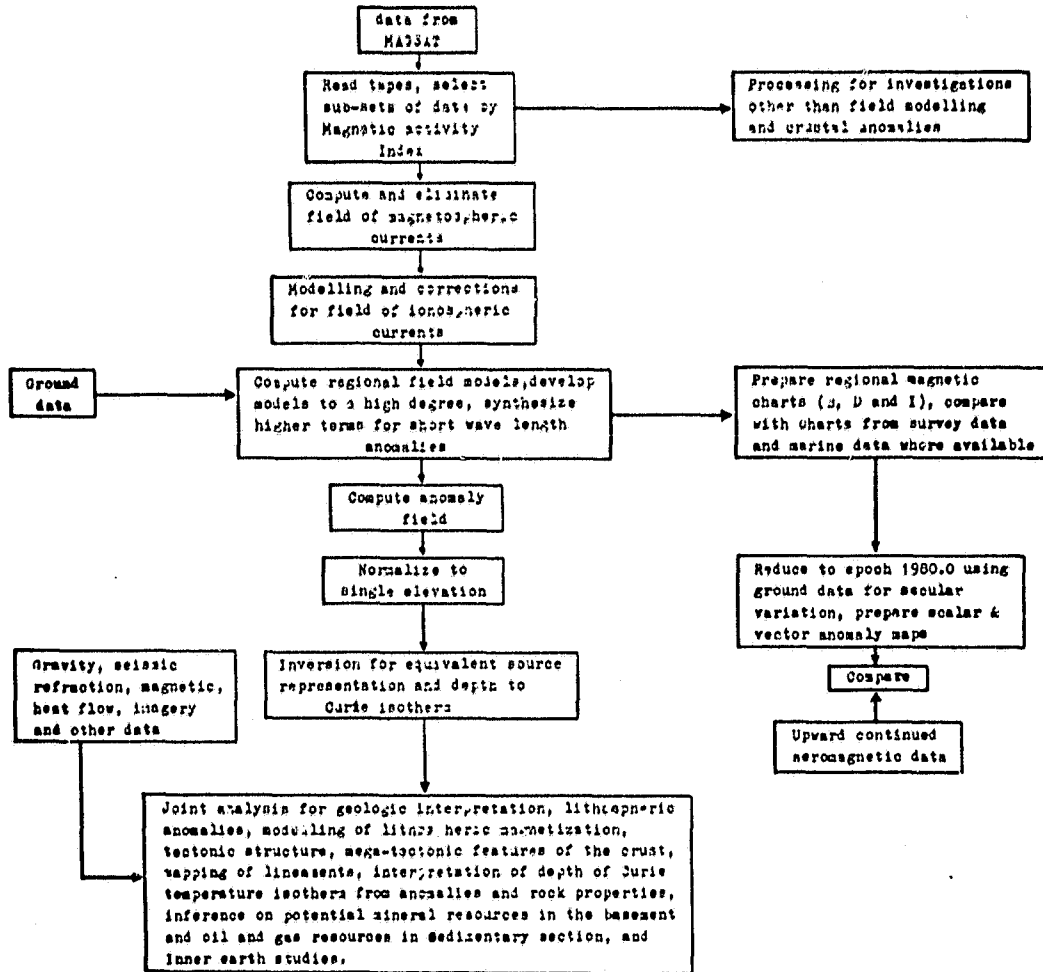 data from
MAGSAT
Read tapes, select
sub-sets of data by
Magnetic activity
Index
Processing for investigations
other than field modelling
and crustal anomalies
Compute and eliminate
field of magnetospheric
currents
Modelling and corrections
for field of ionospheric
currents
Ground
data
Compute regional field models,develop
models to a high degree, synthesize
higher terms for short wave length
anomalies
Prepare regional magnetic
charts (B, D and I), compare
with Charts from survey data
and marine data where available
Compute anomaly
field
Normalize to
single elevation
Reduce to epoch 1980.0 using
ground data for secular
variation, prepare scalar &
vector anomaly maps
Compare
Upward continued
aeromagnetic data
Gravity, seismic
refraction, magnetic,
heat flow, imagery
and other data
Inversion for equivalent source
representation and depth to
Curie isotherm
Joint analysis for geologic interpretation, lithospheric
anomalies, modelling of lithospheric magnetization,
tectonic structure, mega-tectonic features of the crust,
mapping of lineaments, interpretation of depth of Curie
temperature isotherm from anomalies and rock properties,
inference on potential mineral resources in the basement
and oil and gas resources in Sedimentary section, and
Inner earth studies.